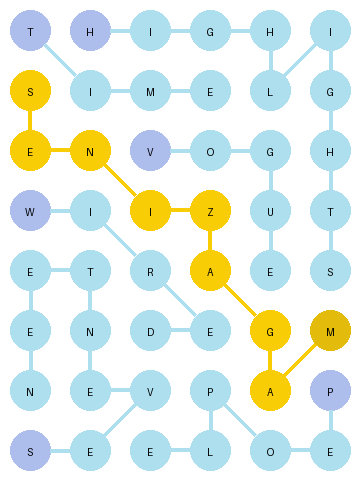 T H I G H I
S I M E L G
E N V O G H
W I I Z U T
E T R A E S
E N D E G M
N E V P A P
S E E L O E